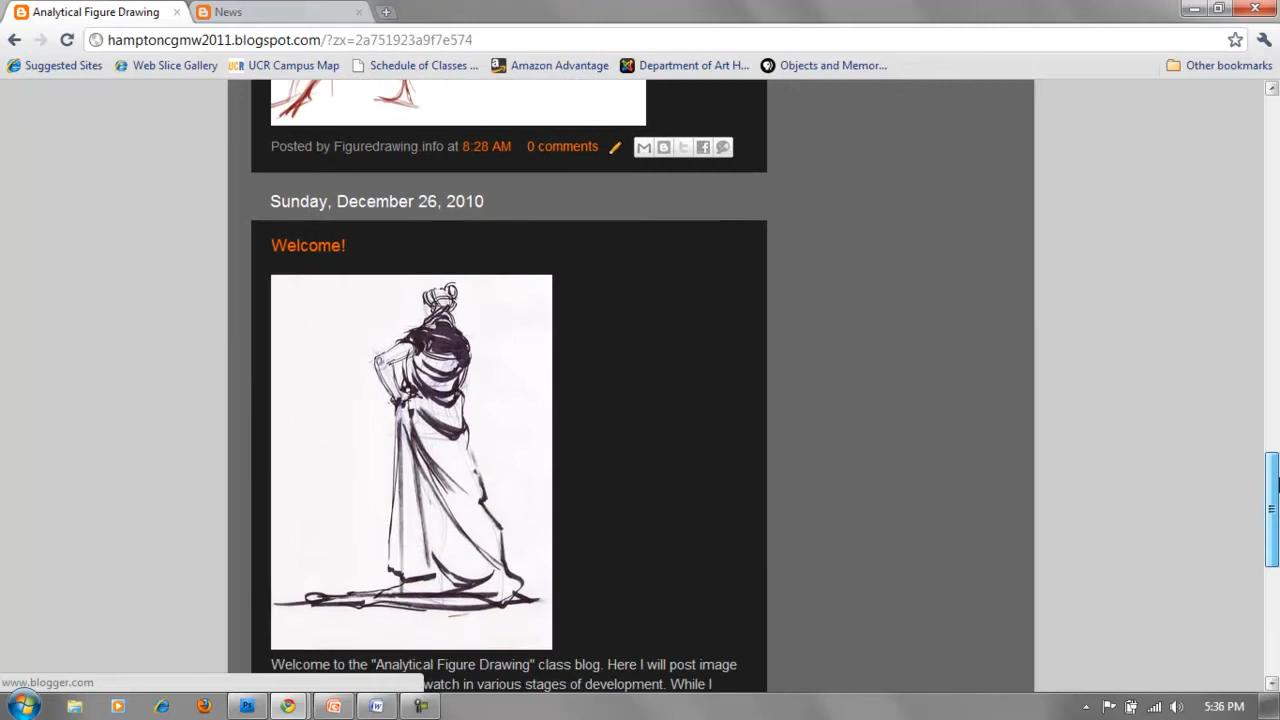 Analytical Figure Drawing
News
hamptoncgmw2011.blogspot.com/?zx=2a751923a9f7e574
Suggested Sites Web Slice Gallery UCR UCR Campus Map Schedule of Classes ... Amazon Advantage Department of Art H... Objects and Memor... Other bookmarks
Posted by Figuredrawing.info at 8:28 AM 0 comments
Sunday, December 26, 2010
Welcome!
Welcome to the "Analytical Figure Drawing" class blog. Here I will post image
watch in various stages of development. While I
www.blogger.com
5:36 PM